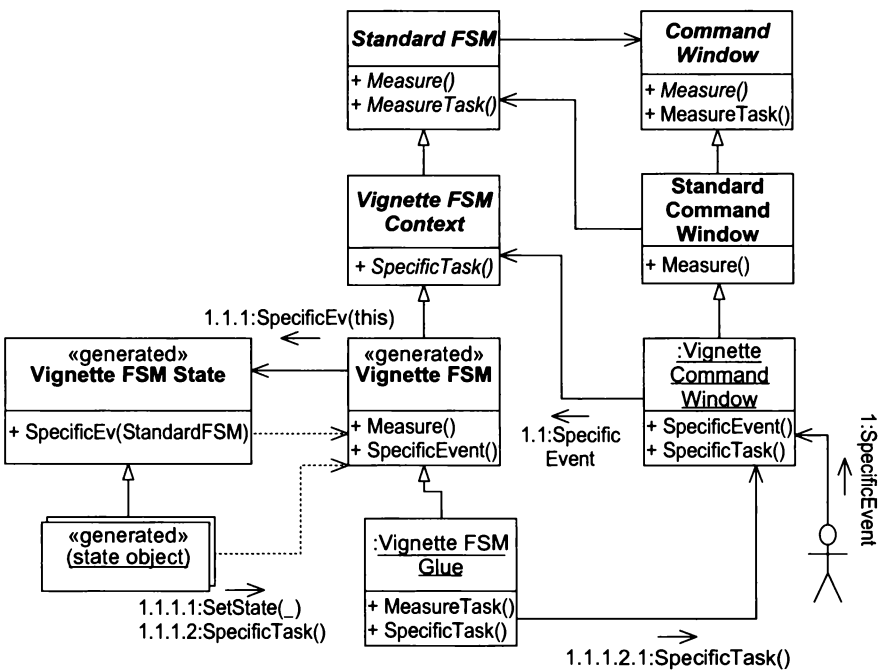 Standard FSM
+ Measure()
+ MeasureTask()
Command
Window
+ Measure()
+ MeasureTask()
Vignette FSM
Context
+ SpecificTask()
Standard
Command
Window
+ Measure()
1.1.1:SpecificEv(this)
«generated»
Vignette FSM State
+ SpecificEv(StandardFSM)
«generated»
Vignette FSM
+ Measure()
+ SpecificEvent()
:Vignette
Command
Window
+ SpecificEvent()
+ SpecificTask()
1.1:Specific
Event
1:SpecificEvent
«generated»
(state object)
1.1.1.1:SetState(_)
1.1.1.2:SpecificTask()
:Vignette FSM
Glue
+ MeasureTask()
+ SpecificTask()
1.1.1.2.1:SpecificTask()